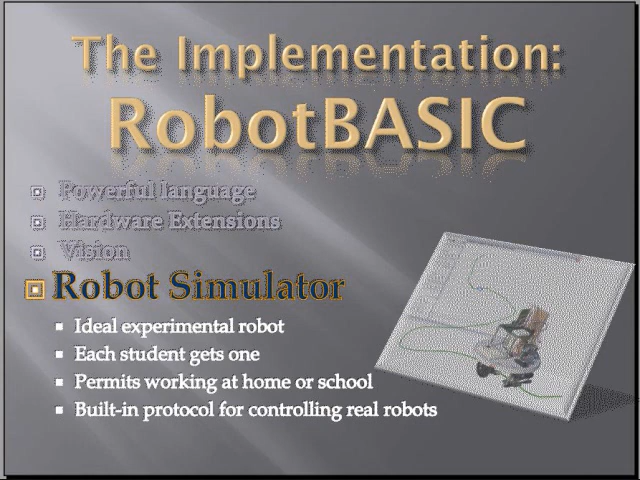 The Implementation:
RobotBASIC
Powerful language
Hardware Extensions
Vision
Robot Simulator
Ideal experimental robot
Each student gets one
Permits working at home or school
Built-in protocol for controlling real robots